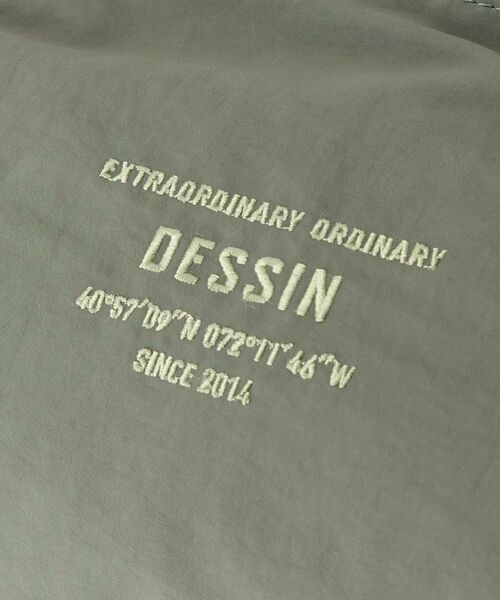 EXTRAORDINARY ORDINARY
DESSIN
40°57'09"N 072°11'46"W
SINCE 2014